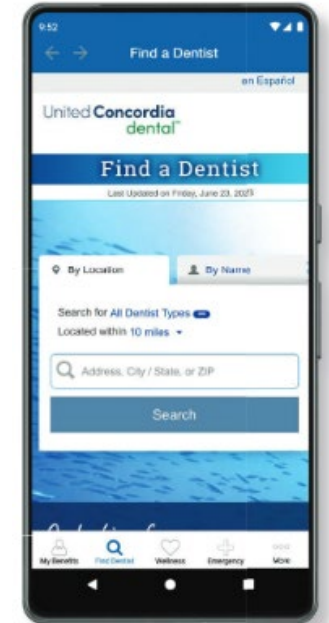 9:52
Find a Dentist
en Español
United Concordia
dental™
Find a Dentist
Last Updated on Friday, June 23, 2023
By Location
By Name
Search for All Dentist Types
Located within 10 miles
Address, City / State, or ZIP
Search
My Benefits
Find Dentist
Wellness
Emergency
More